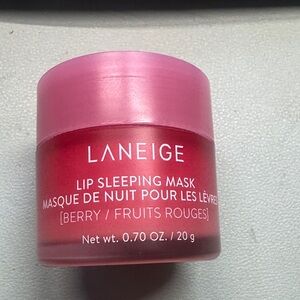 LANEIGE
LIP SLEEPING MASK
MASQUE DE NUIT POUR LES LÈVRES
[BERRY / FRUITS ROUGES]
Net wt. 0.70 OZ. / 20 g